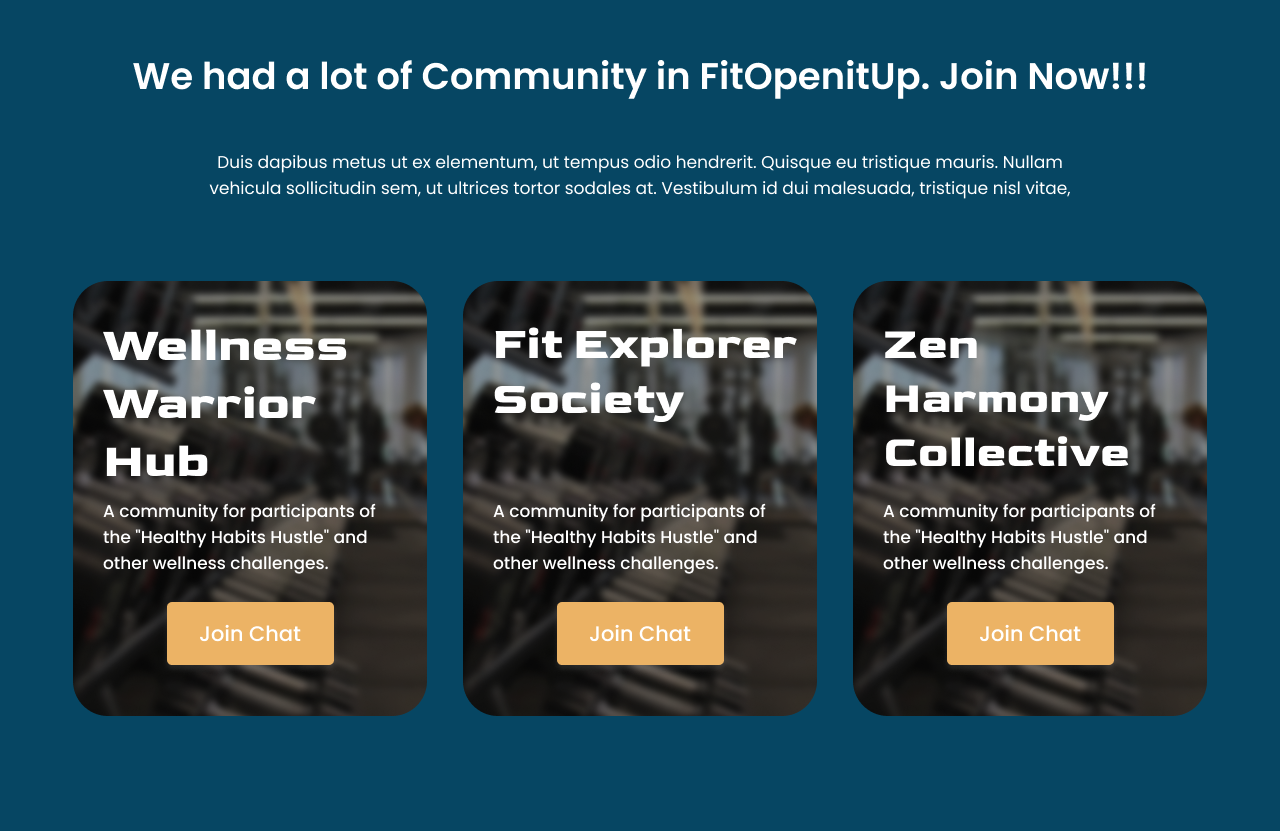 We had a lot of Community in FitOpenitUp. Join Now!!!
Duis dapibus metus ut ex elementum, ut tempus odio hendrerit. Quisque eu tristique mauris. Nullam
vehicula sollicitudin sem, ut ultrices tortor sodales at. Vestibulum id dui malesuada, tristique nisl vitae,
Wellness
Warrior
Hub
A community for participants of
the "Healthy Habits Hustle" and
other wellness challenges.
Join Chat
Fit Explorer
Society
A community for participants of
the "Healthy Habits Hustle" and
other wellness challenges.
Join Chat
Zen
Harmony
Collective
A community for participants of
the "Healthy Habits Hustle" and
other wellness challenges.
Join Chat